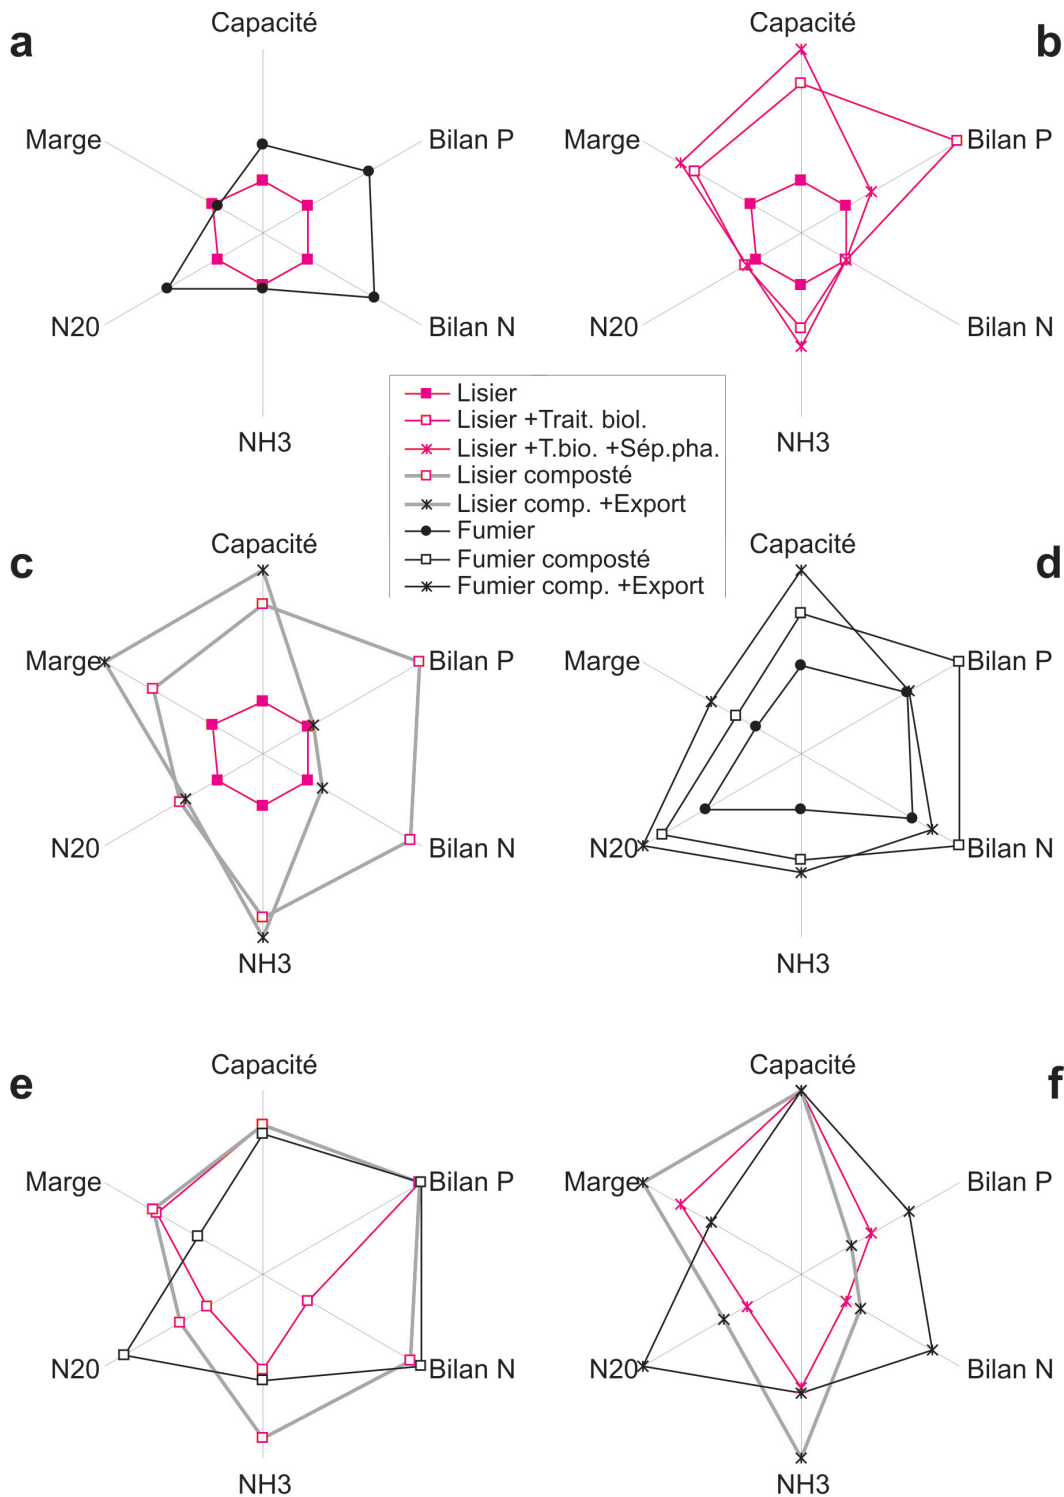 a
Capacité
Marge
Bilan P
N20
Bilan N
NH3
b
Capacité
Bilan P
N20
Bilan N
Lisier
Lisier +Trait. biol.
Lisier +T.bio. +Sép.pha.
Lisier composté
Lisier comp. +Export
Fumier
Fumier composté
Fumier comp. +Export
c
Capacité
Marge
Bilan P
N20
Bilan N
NH3
d
Capacité
Marge
Bilan P
N20
Bilan N
NH3
e
Capacité
Marge
Bilan P
N20
Bilan N
NH3
f
Capacité
Marge
Bilan P
N20
Bilan N
NH3